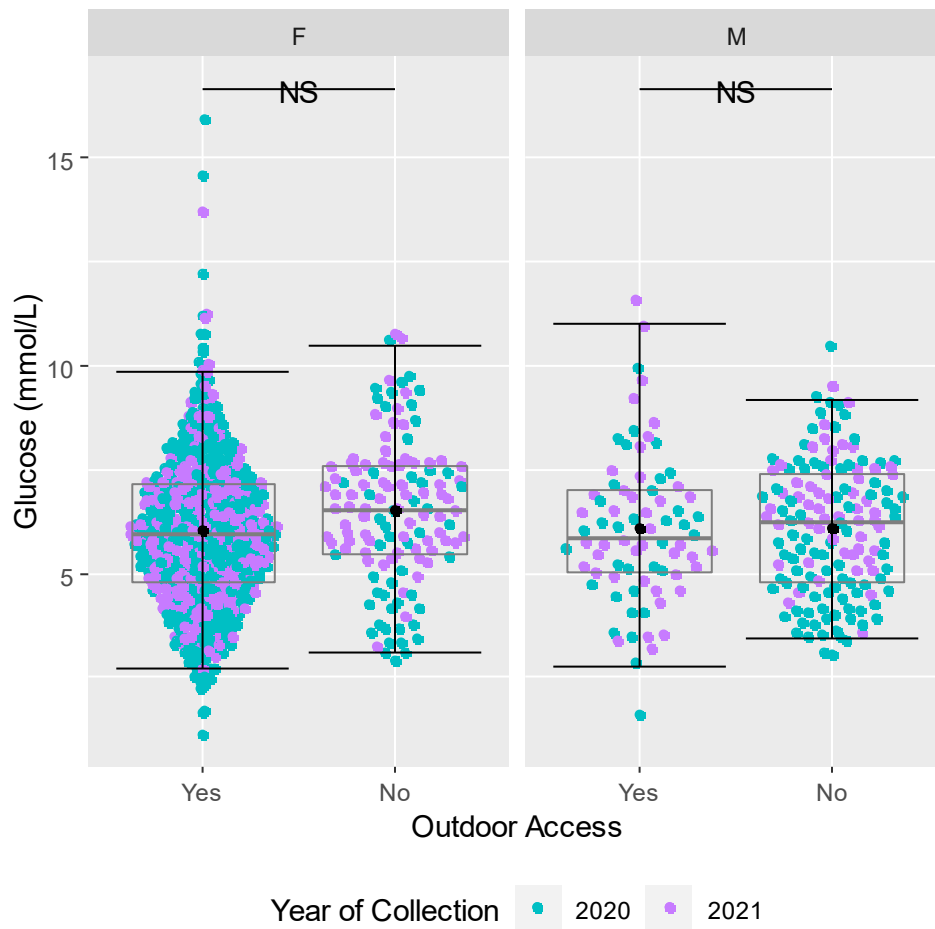 F
M
NS
NS
15
10
5
Glucose (mmol/L)
Yes
No
Yes
No
Outdoor Access
Year of Collection
2020
2021